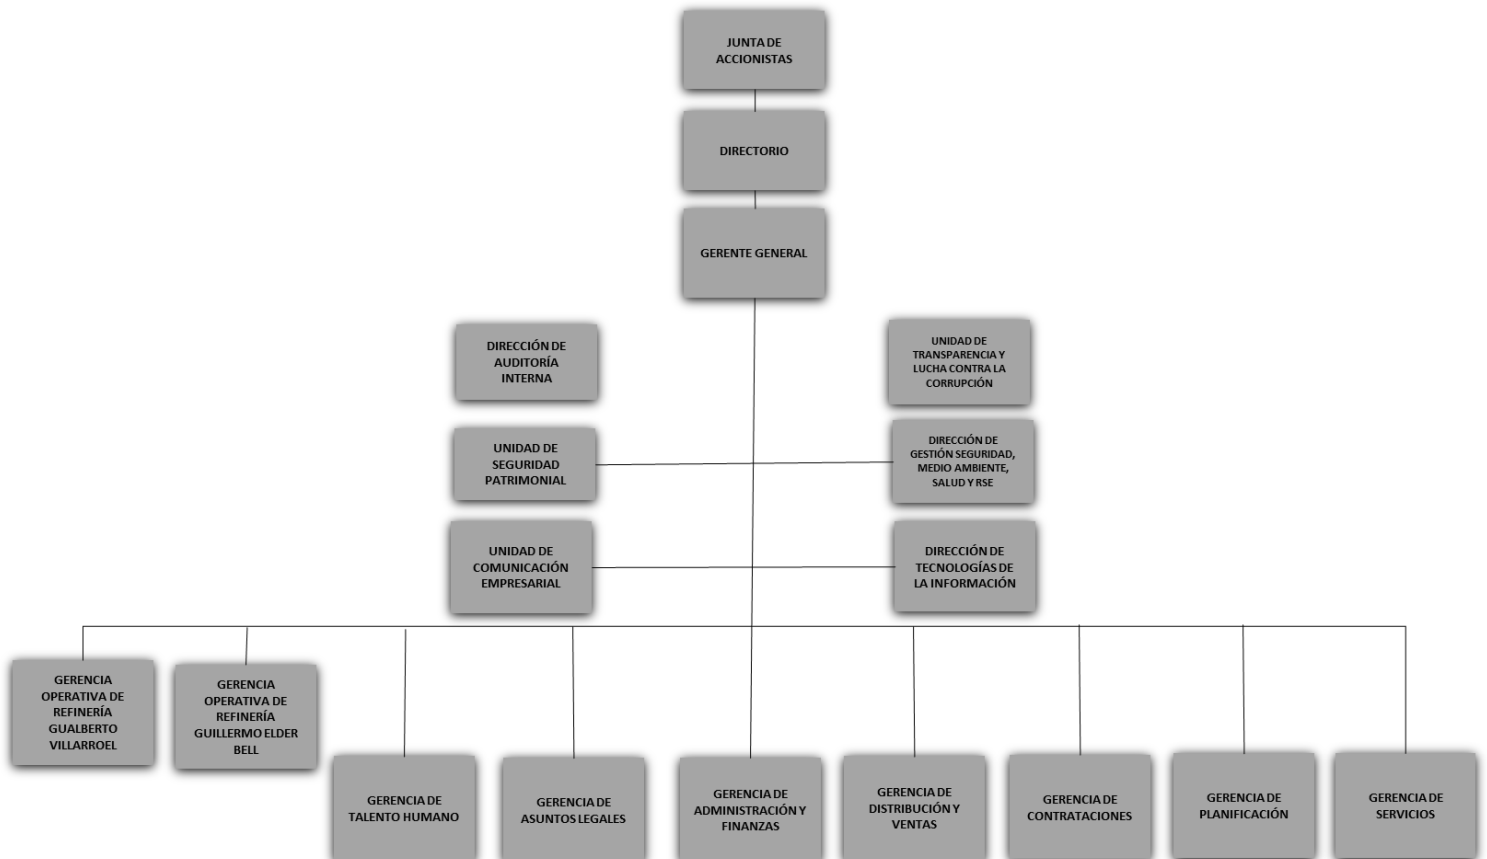 JUNTA DE
ACCIONISTAS
DIRECTORIO
GERENTE GENERAL
DIRECCIÓN DE
AUDITORÍA
INTERNA
UNIDAD DE
TRANSPARENCIA Y
LUCHA CONTRA LA
CORRUPCIÓN
UNIDAD DE
SEGURIDAD
PATRIMONIAL
DIRECCIÓN DE
GESTIÓN SEGURIDAD,
MEDIO AMBIENTE,
SALUD Y RSE
UNIDAD DE
COMUNICACIÓN
EMPRESARIAL
DIRECCIÓN DE
TECNOLOGÍAS DE
LA INFORMACIÓN
GERENCIA
OPERATIVA DE
REFINERÍA
GUALBERTO
VILLARROEL
GERENCIA
OPERATIVA DE
REFINERÍA
GUILLERMO ELDER
BELL
GERENCIA DE
TALENTO HUMANO
GERENCIA DE
ASUNTOS LEGALES
GERENCIA DE
ADMINISTRACIÓN Y
FINANZAS
GERENCIA DE
DISTRIBUCIÓN Y
VENTAS
GERENCIA DE
CONTRATACIONES
GERENCIA DE
PLANIFICACIÓN
GERENCIA DE
SERVICIOS